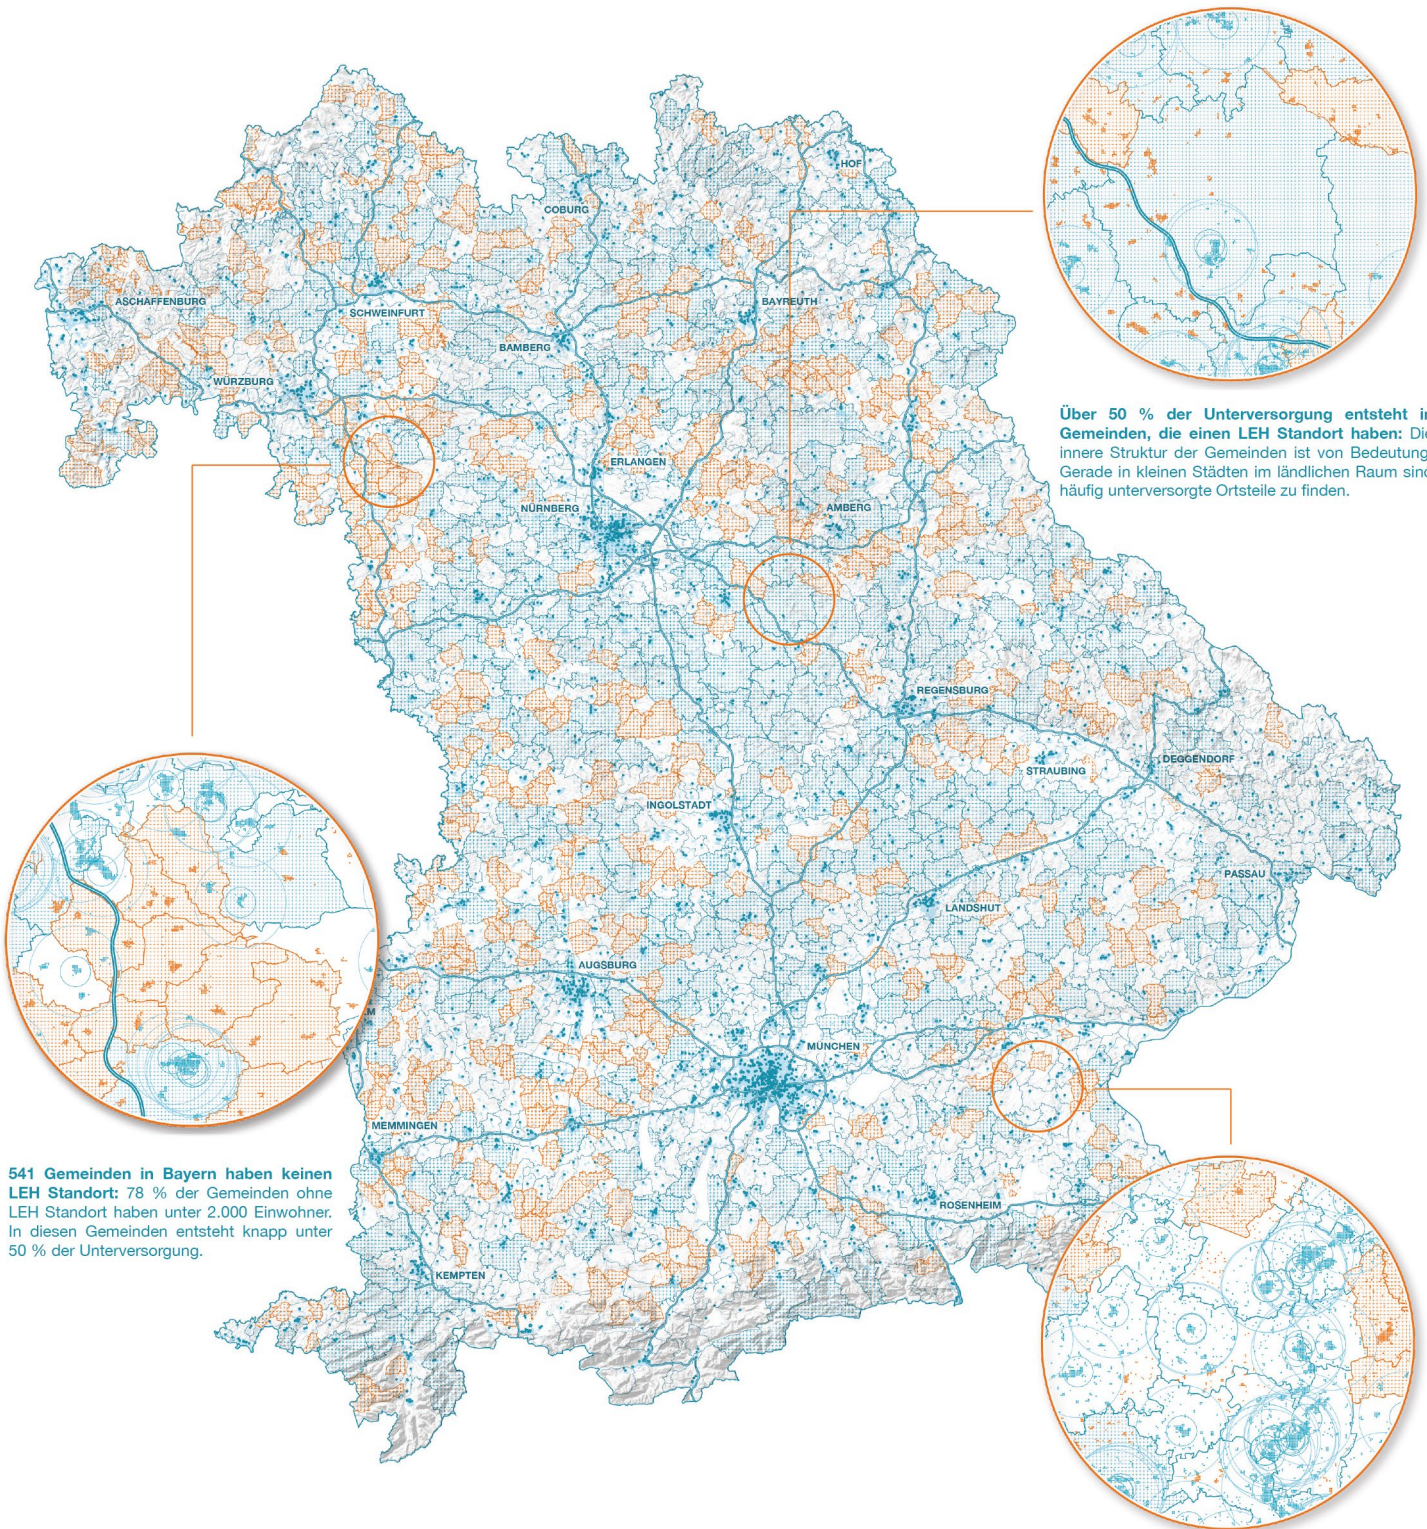 HOF
COBURG
ASCHAFFENBURG
BAYREUTH
SCHWEINFURT
BAMBERG
WÜRZBURG
Über 50 % der Unterversorgung entsteht in
Gemeinden, die einen LEH Standort haben: Die
innere Struktur der Gemeinden ist von Bedeutung.
Gerade in kleinen Städten im ländlichen Raum sind
häufig unterversorgte Ortsteile zu finden.
ERLANGEN
NÜRNBERG
AMBERG
REGENSBURG
DEGGENDORF
STRAUBING
INGOLSTADT
PASSAU
LANDSHUT
AUGSBURG
MÜNCHEN
MEMMINGEN
541 Gemeinden in Bayern haben keinen
LEH Standort: 78 % der Gemeinden ohne
LEH Standort haben unter 2.000 Einwohner.
In diesen Gemeinden entsteht knapp unter
50 % der Unterversorgung.
ROSENHEIM
KEMPTEN